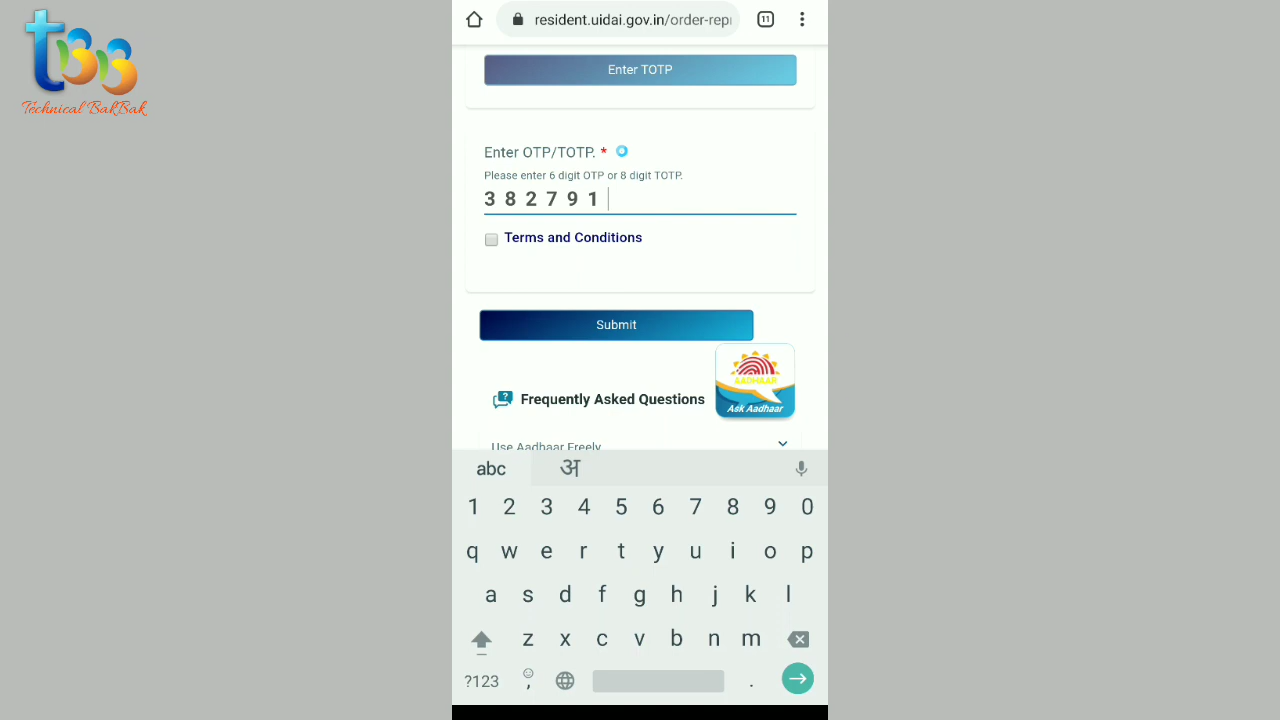 tBB
Technical BakBak
resident.uidai.gov.in/order-repr
11
Enter TOTP
Enter OTP/TOTP. *
Please enter 6 digit OTP or 8 digit TOTP.
3 8 2 7 9 1
Terms and Conditions
Submit
AADHAAR
Ask Aadhaar
? Frequently Asked Questions
Use Aadhaar Freely
abc अ
1 2 3 4 5 6 7 8 9 0
q w e r t y u i o p
a s d f g h j k l
z x c v b n m
?123 , .